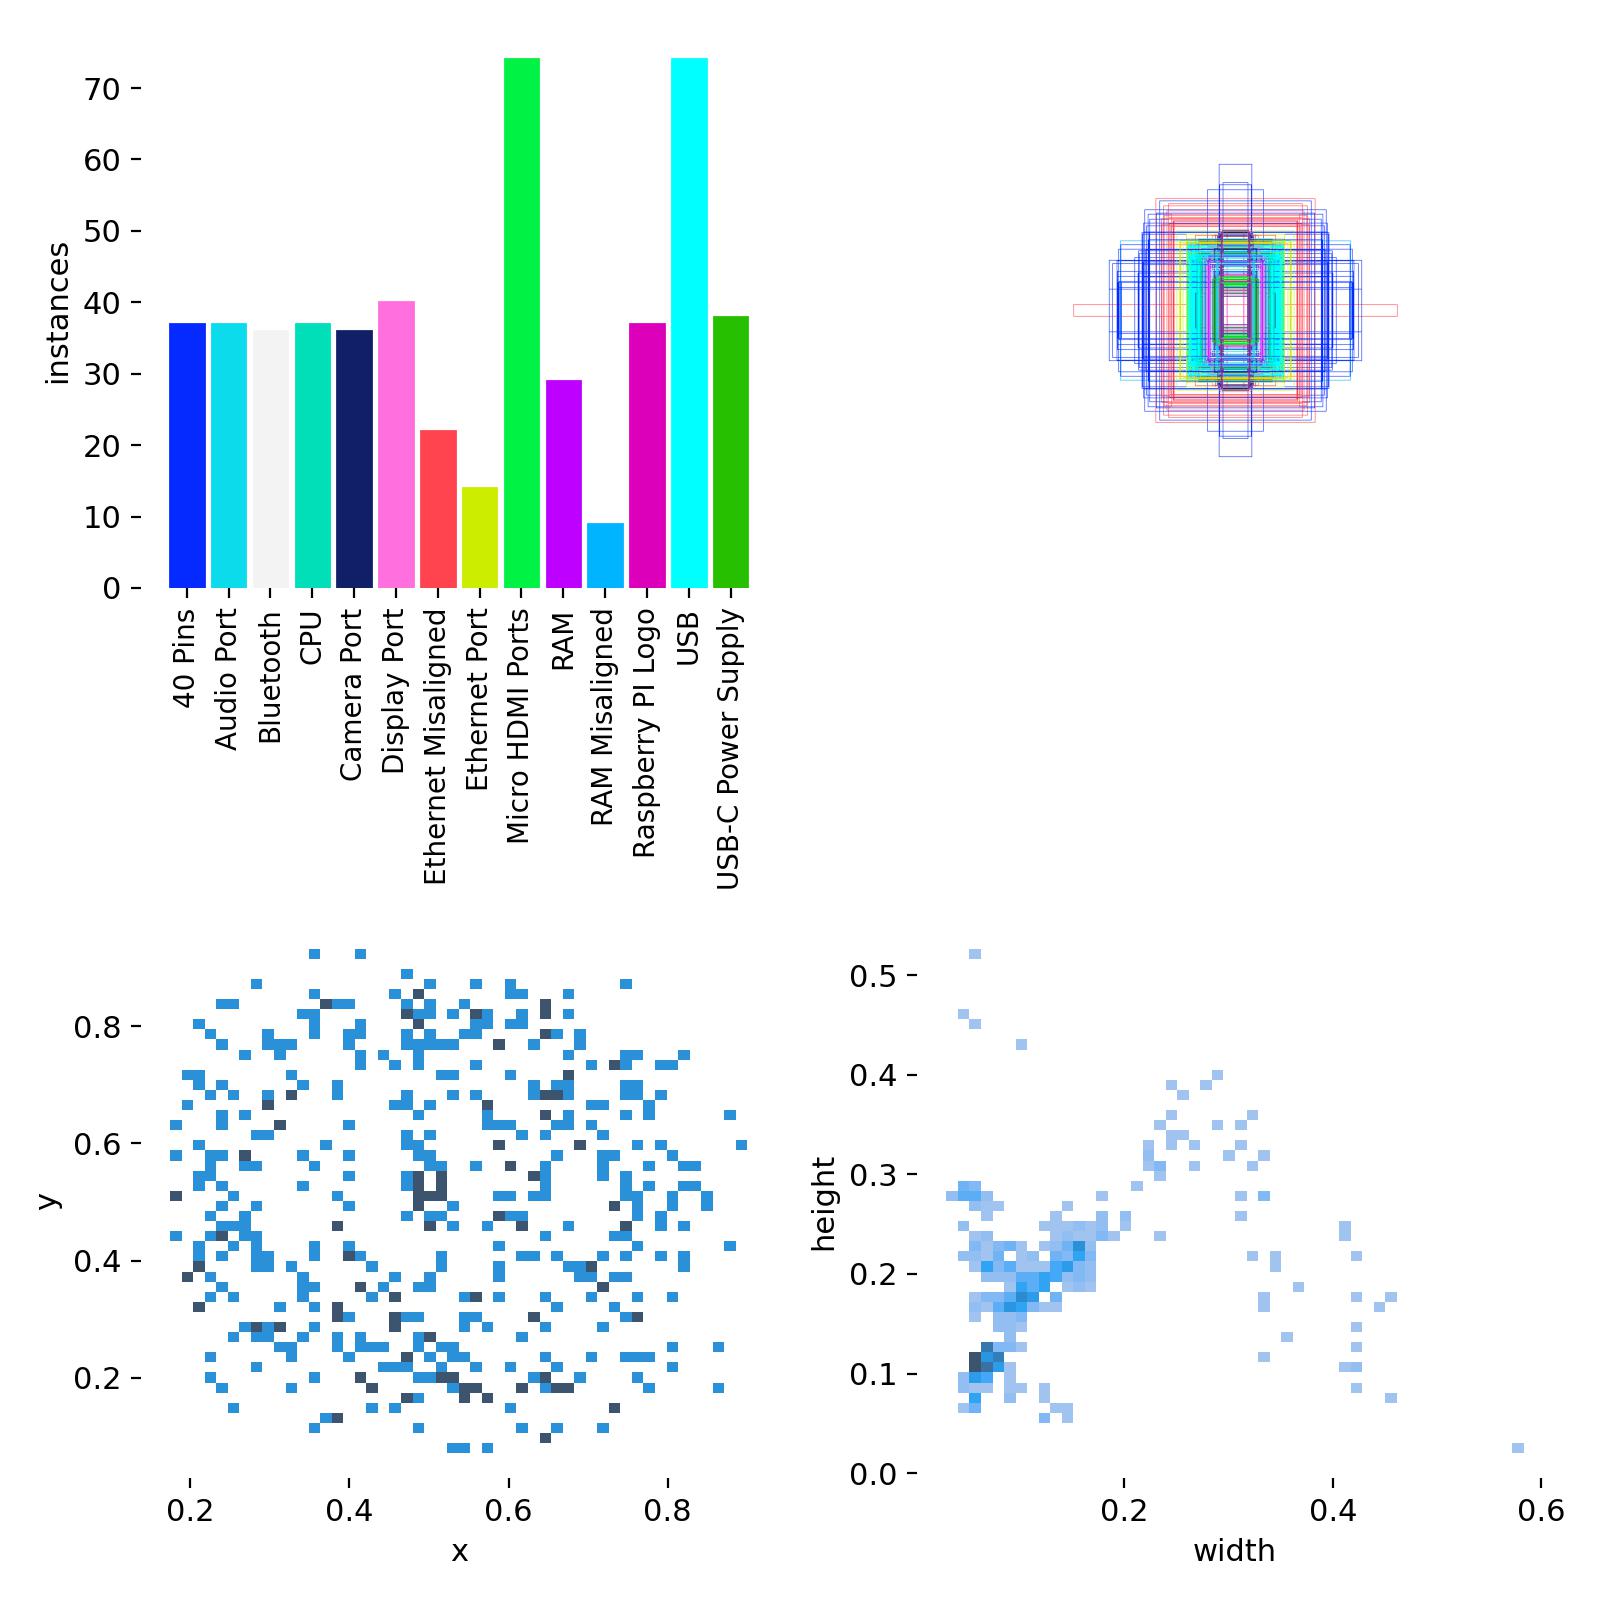 70
60
50
40
30
20
10
0
instances
40 Pins
Audio Port
Bluetooth
CPU
Camera Port
Display Port
Ethernet Misaligned
Ethernet Port
Micro HDMI Ports
RAM
RAM Misaligned
Raspberry PI Logo
USB
USB-C Power Supply
0.8
0.6
0.4
0.2
y
0.2 0.4 0.6 0.8
x
0.5
0.4
0.3
0.2
0.1
0.0
height
0.2 0.4 0.6
width